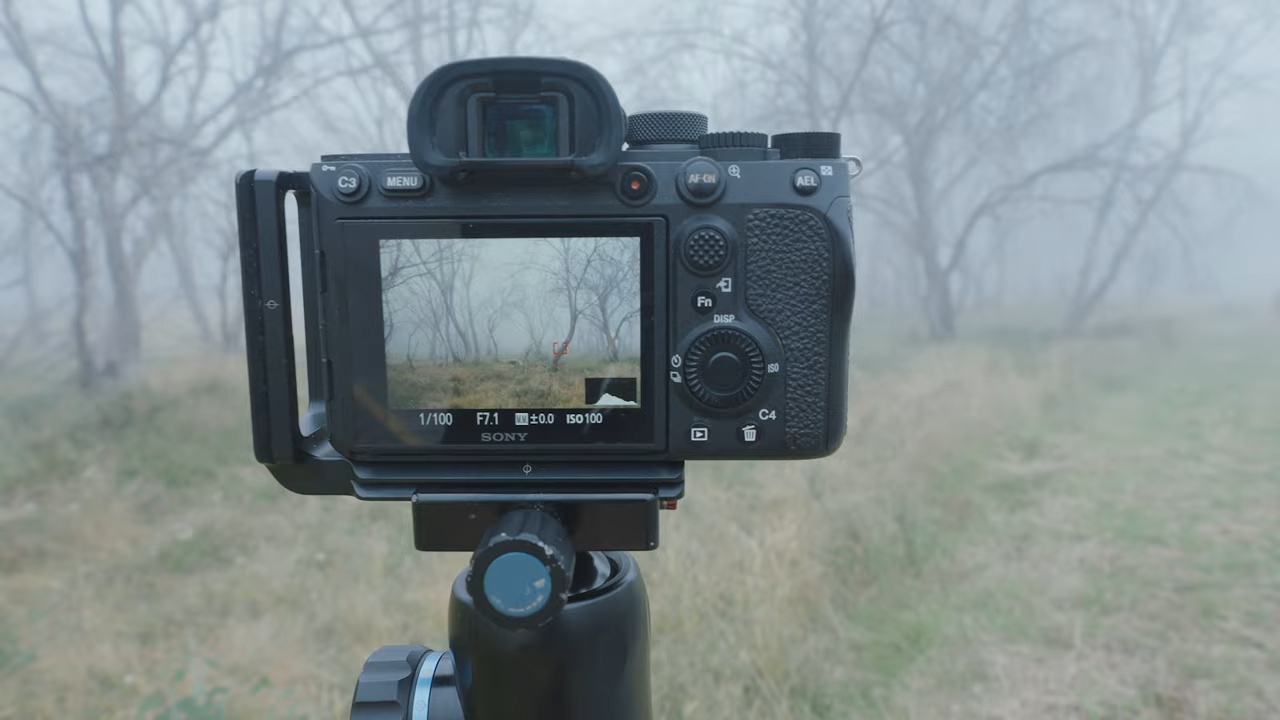 C3 MENU AF-ON AEL
Fn
DISP
ISO
1/100 F7.1 ±0.0 ISO100
C4
SONY